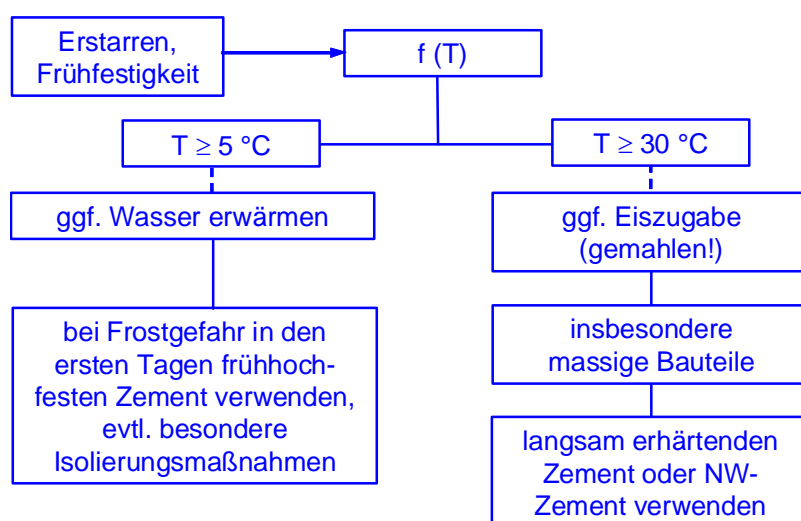 Erstarren,
Frühfestigkeit
f (T)
T ≥ 5 °C
T ≥ 30 °C
ggf. Wasser erwärmen
ggf. Eiszugabe
(gemahlen!)
bei Frostgefahr in den
ersten Tagen frühhoch-
festen Zement verwenden,
evtl. besondere
Isolierungsmaßnahmen
insbesondere
massige Bauteile
langsam erhärtenden
Zement oder NW-
Zement verwenden